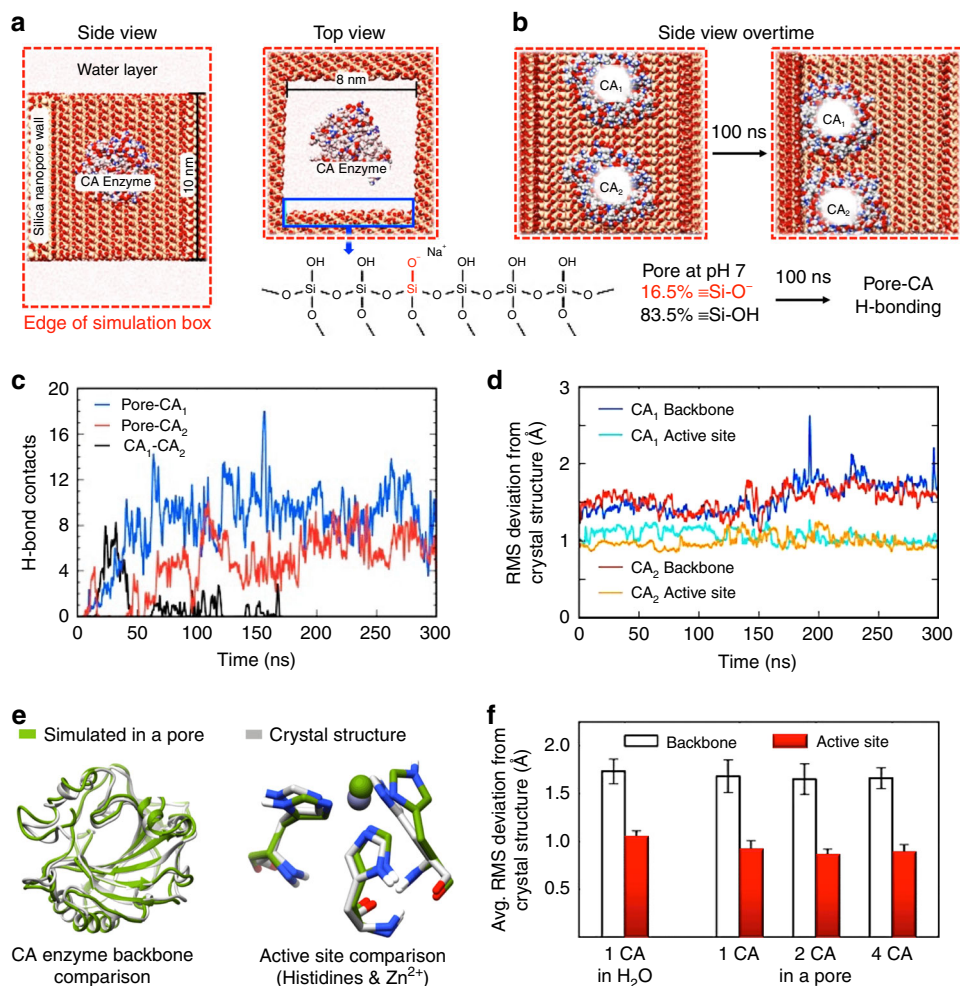 a
Side view
Water layer
Silica nanopore wall
CA Enzyme
10 nm
Edge of simulation box
Top view
8 nm
CA Enzyme
Na⁺
OH OH O⁻ OH OH OH
Si Si Si Si Si Si
O O O O O O O
O O O O O O
b
Side view overtime
CA₁
CA₂
100 ns
CA₁
CA₂
Pore at pH 7
16.5% ≡Si-O⁻
83.5% ≡Si-OH
100 ns
Pore-CA
H-bonding
c
H-bond contacts
20
16
12
8
4
0
Pore-CA₁
Pore-CA₂
CA₁-CA₂
0 50 100 150 200 250 300
Time (ns)
d
RMS deviation from
crystal structure (Å)
3
2
1
0
CA₁ Backbone
CA₁ Active site
CA₂ Backbone
CA₂ Active site
0 50 100 150 200 250 300
Time (ns)
e
Simulated in a pore
Crystal structure
CA enzyme backbone
comparison
Active site comparison
(Histidines & Zn²⁺)
f
Avg. RMS deviation from
crystal structure (Å)
2.0
1.5
1.0
0.5
Backbone
Active site
1 CA 1 CA 2 CA 4 CA
in H₂O in a pore